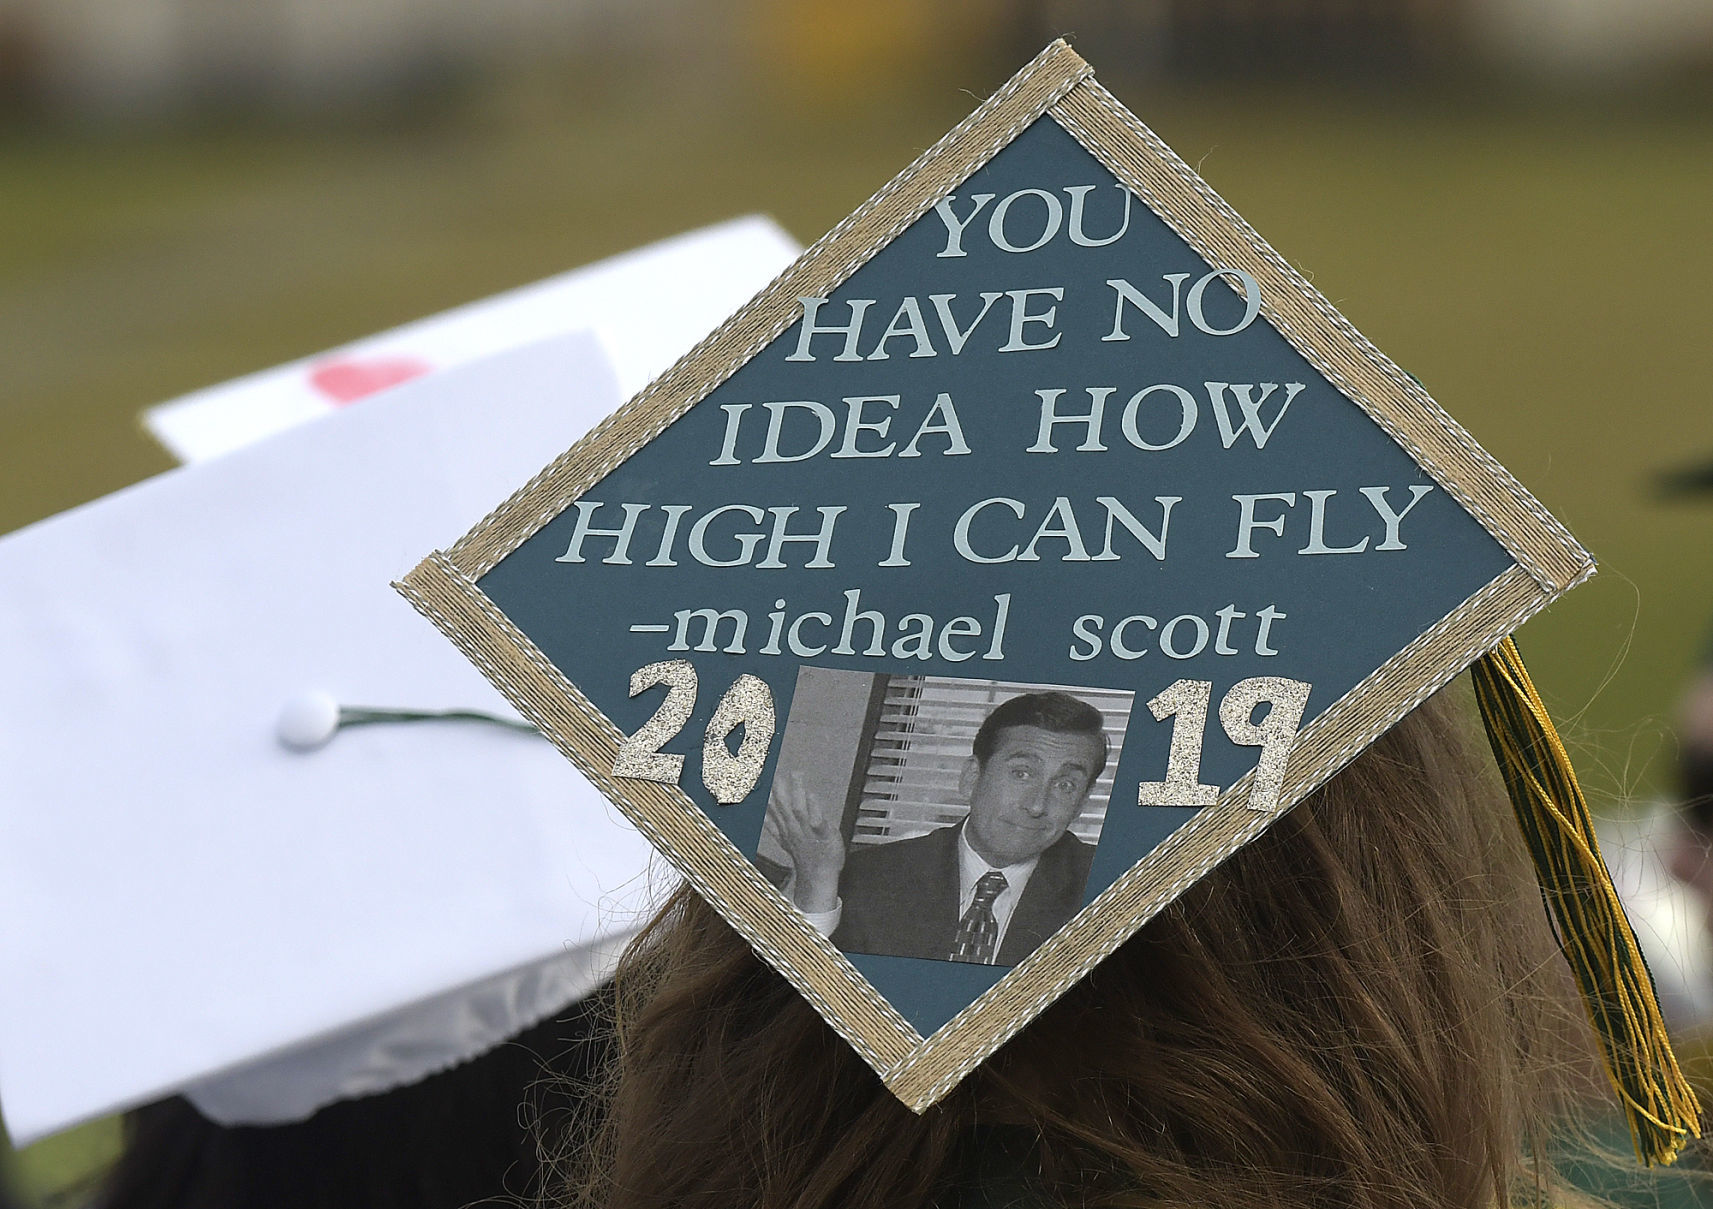 YOU
HAVE NO
IDEA HOW
HIGH I CAN FLY
-michael scott
2019